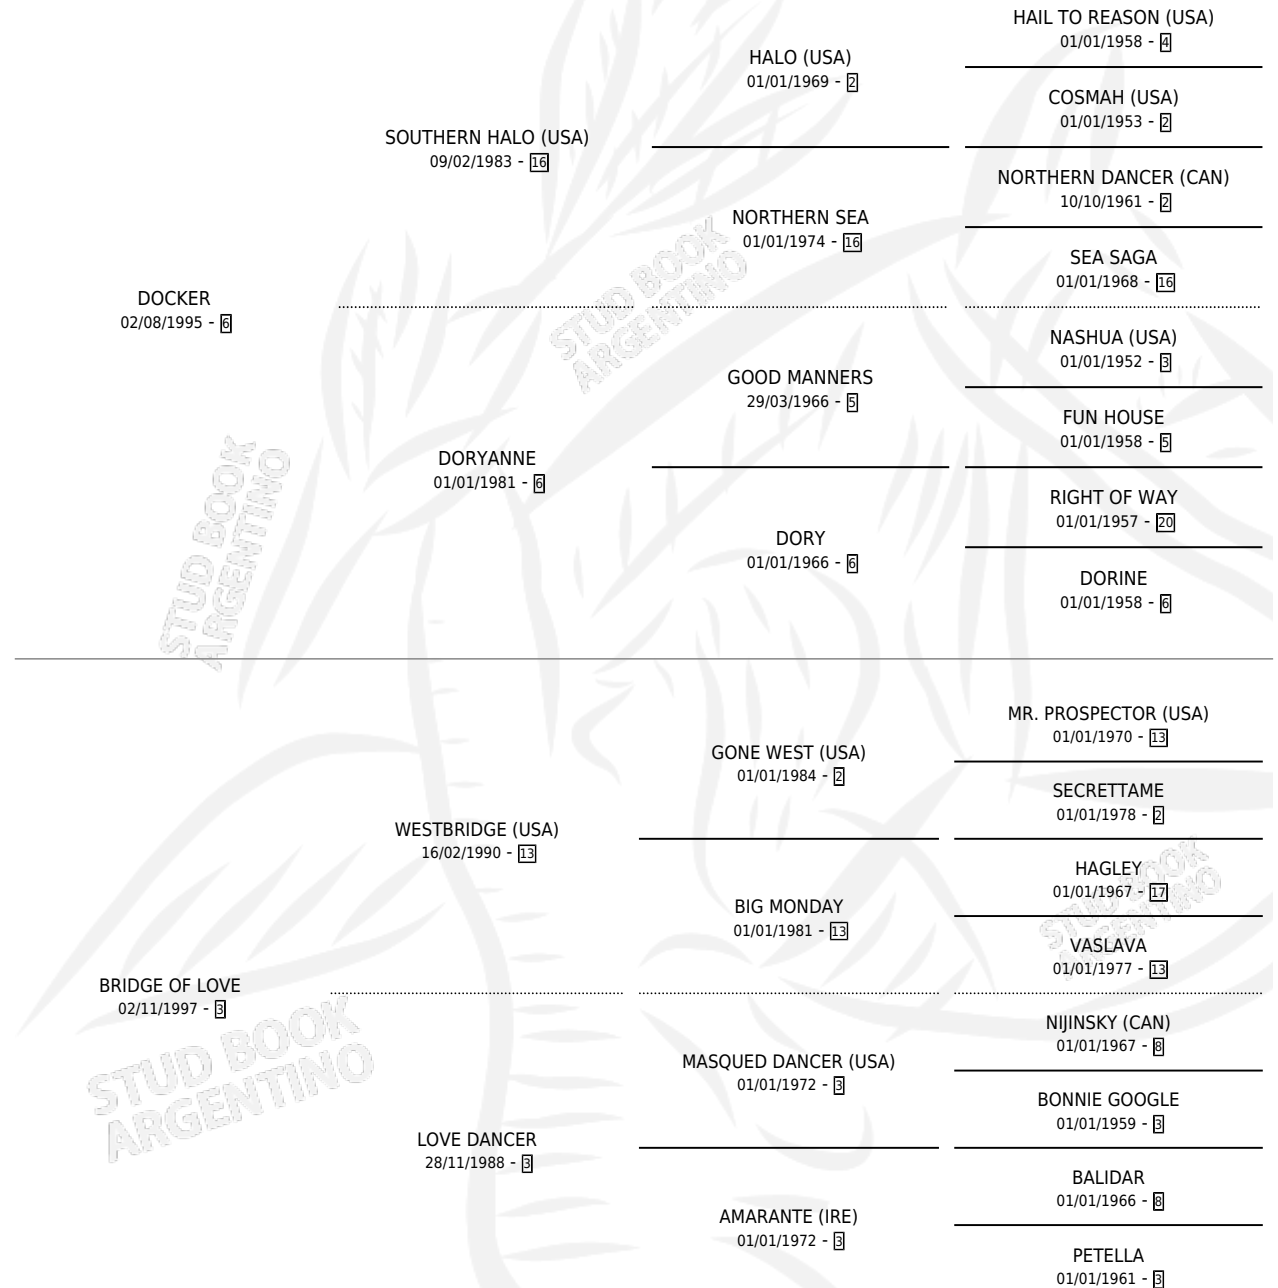 HAIL TO REASON (USA)
01/01/1958 - 4
HALO (USA)
01/01/1969 - 2
COSMAH (USA)
01/01/1953 - 2
SOUTHERN HALO (USA)
09/02/1983 - 16
NORTHERN DANCER (CAN)
10/10/1961 - 2
NORTHERN SEA
01/01/1974 - 16
SEA SAGA
01/01/1968 - 16
DOCKER
02/08/1995 - 6
NASHUA (USA)
01/01/1952 - 3
GOOD MANNERS
29/03/1966 - 5
FUN HOUSE
01/01/1958 - 5
DORYANNE
01/01/1981 - 6
RIGHT OF WAY
01/01/1957 - 20
DORY
01/01/1966 - 6
DORINE
01/01/1958 - 6
MR. PROSPECTOR (USA)
01/01/1970 - 13
GONE WEST (USA)
01/01/1984 - 2
SECRETTAME
01/01/1978 - 2
WESTBRIDGE (USA)
16/02/1990 - 13
HAGLEY
01/01/1967 - 17
BIG MONDAY
01/01/1981 - 13
VASLAVA
01/01/1977 - 13
BRIDGE OF LOVE
02/11/1997 - 3
NIJINSKY (CAN)
01/01/1967 - 8
MASQUED DANCER (USA)
01/01/1972 - 3
BONNIE GOOGLE
01/01/1959 - 3
LOVE DANCER
28/11/1988 - 3
BALIDAR
01/01/1966 - 8
AMARANTE (IRE)
01/01/1972 - 3
PETELLA
01/01/1961 - 3
STUD BOOK
ARGENTINO
STUD BOOK
ARGENTINO
STUD BOOK
ARGENTINO
STUD BOOK
ARGENTINO